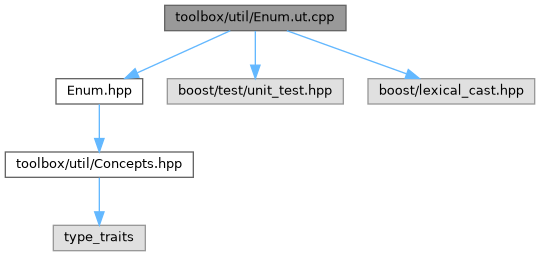 toolbox/util/Enum.ut.cpp
Enum.hpp
boost/test/unit_test.hpp
boost/lexical_cast.hpp
toolbox/util/Concepts.hpp
type_traits